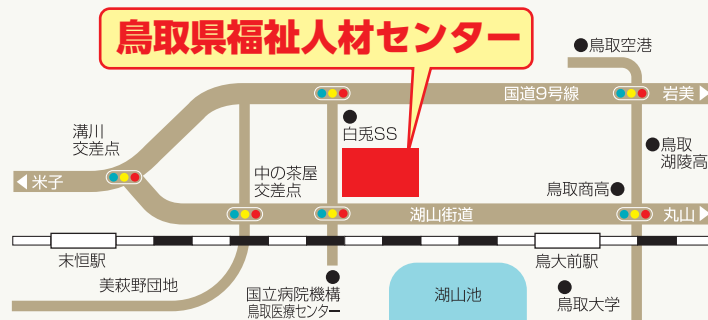 鳥取県福祉人材センター
鳥取空港
国道9号線
岩美
白兎SS
溝川
交差点
鳥取
湖陵高
米子
中の茶屋
交差点
鳥取商高
湖山街道
丸山
末恒駅
鳥大前駅
美萩野団地
国立病院機構
鳥取医療センター
湖山池
鳥取大学